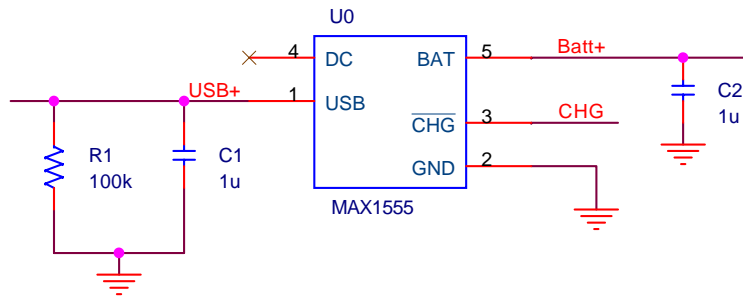 U0
4
DC
BAT
5
Batt+
USB+
1
USB
CHG
3
CHG
C2
1u
GND
2
R1
100k
C1
1u
MAX1555